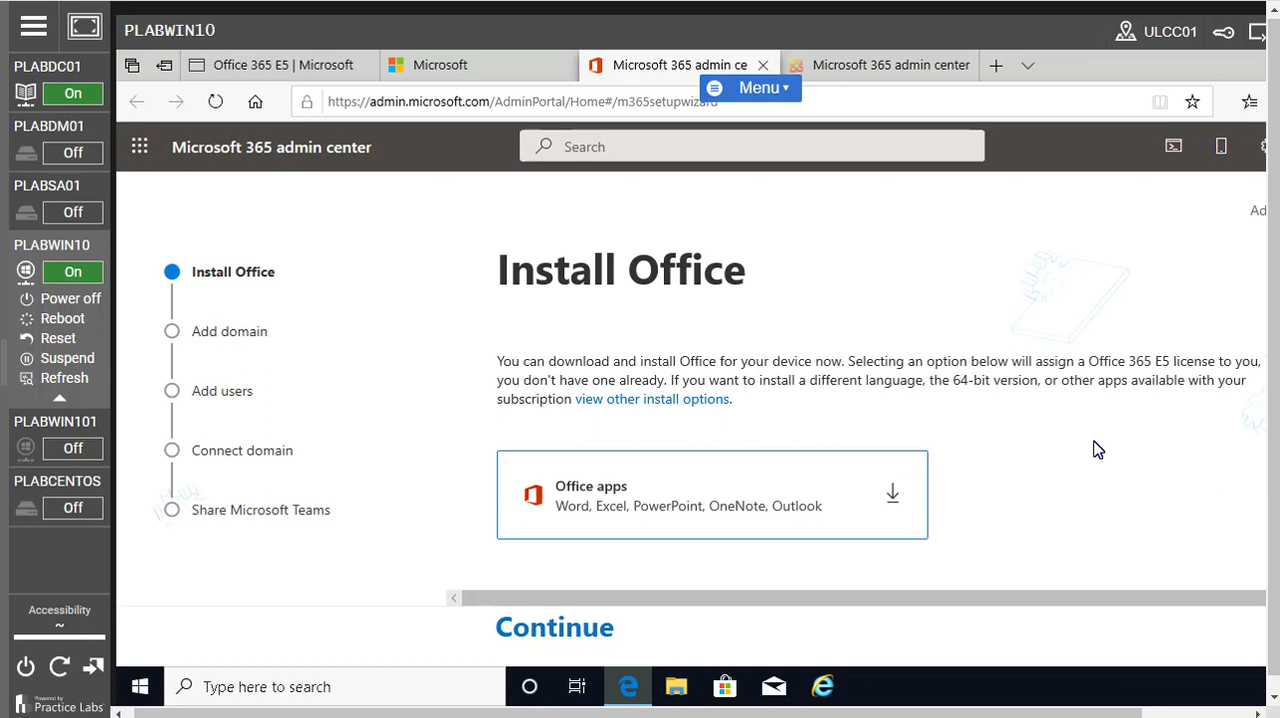 PLABWIN10
ULCC01
PLABDC01
On
PLABDM01
Off
PLABSA01
Off
PLABWIN10
On
Power off
Reboot
Reset
Suspend
Refresh
PLABWIN101
Off
PLABCENTOS
Off
Accessibility
~
Powered by
Practice Labs
Office 365 E5 | Microsoft
Microsoft
Microsoft 365 admin ce
Microsoft 365 admin center
Menu
https://admin.microsoft.com/AdminPortal/Home#/m365setupwizard
Microsoft 365 admin center
Search
Ad
Install Office
Add domain
Add users
Connect domain
Share Microsoft Teams
Install Office
You can download and install Office for your device now. Selecting an option below will assign a Office 365 E5 license to you,
you don't have one already. If you want to install a different language, the 64-bit version, or other apps available with your
subscription view other install options.
Office apps
Word, Excel, PowerPoint, OneNote, Outlook
Continue
Type here to search